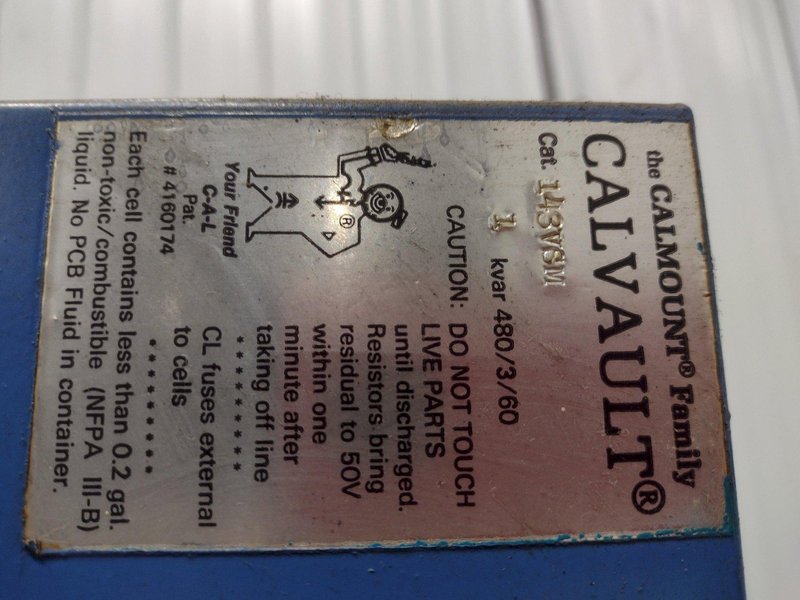 the CALMOUNT® Family
CALVAULT®
Cat. 143VSM
1 kvar 480/3/60
CAUTION: DO NOT TOUCH
LIVE PARTS
until discharged.
Resistors bring
residual to 50V
within one
minute after
taking off line
*********
CL fuses external
to cells
*********
®
Your Friend
C-A-L
Pat.
# 4160174
Each cell contains less than 0.2 gal.
non-toxic/combustible (NFPA III-B)
liquid. No PCB Fluid in container.